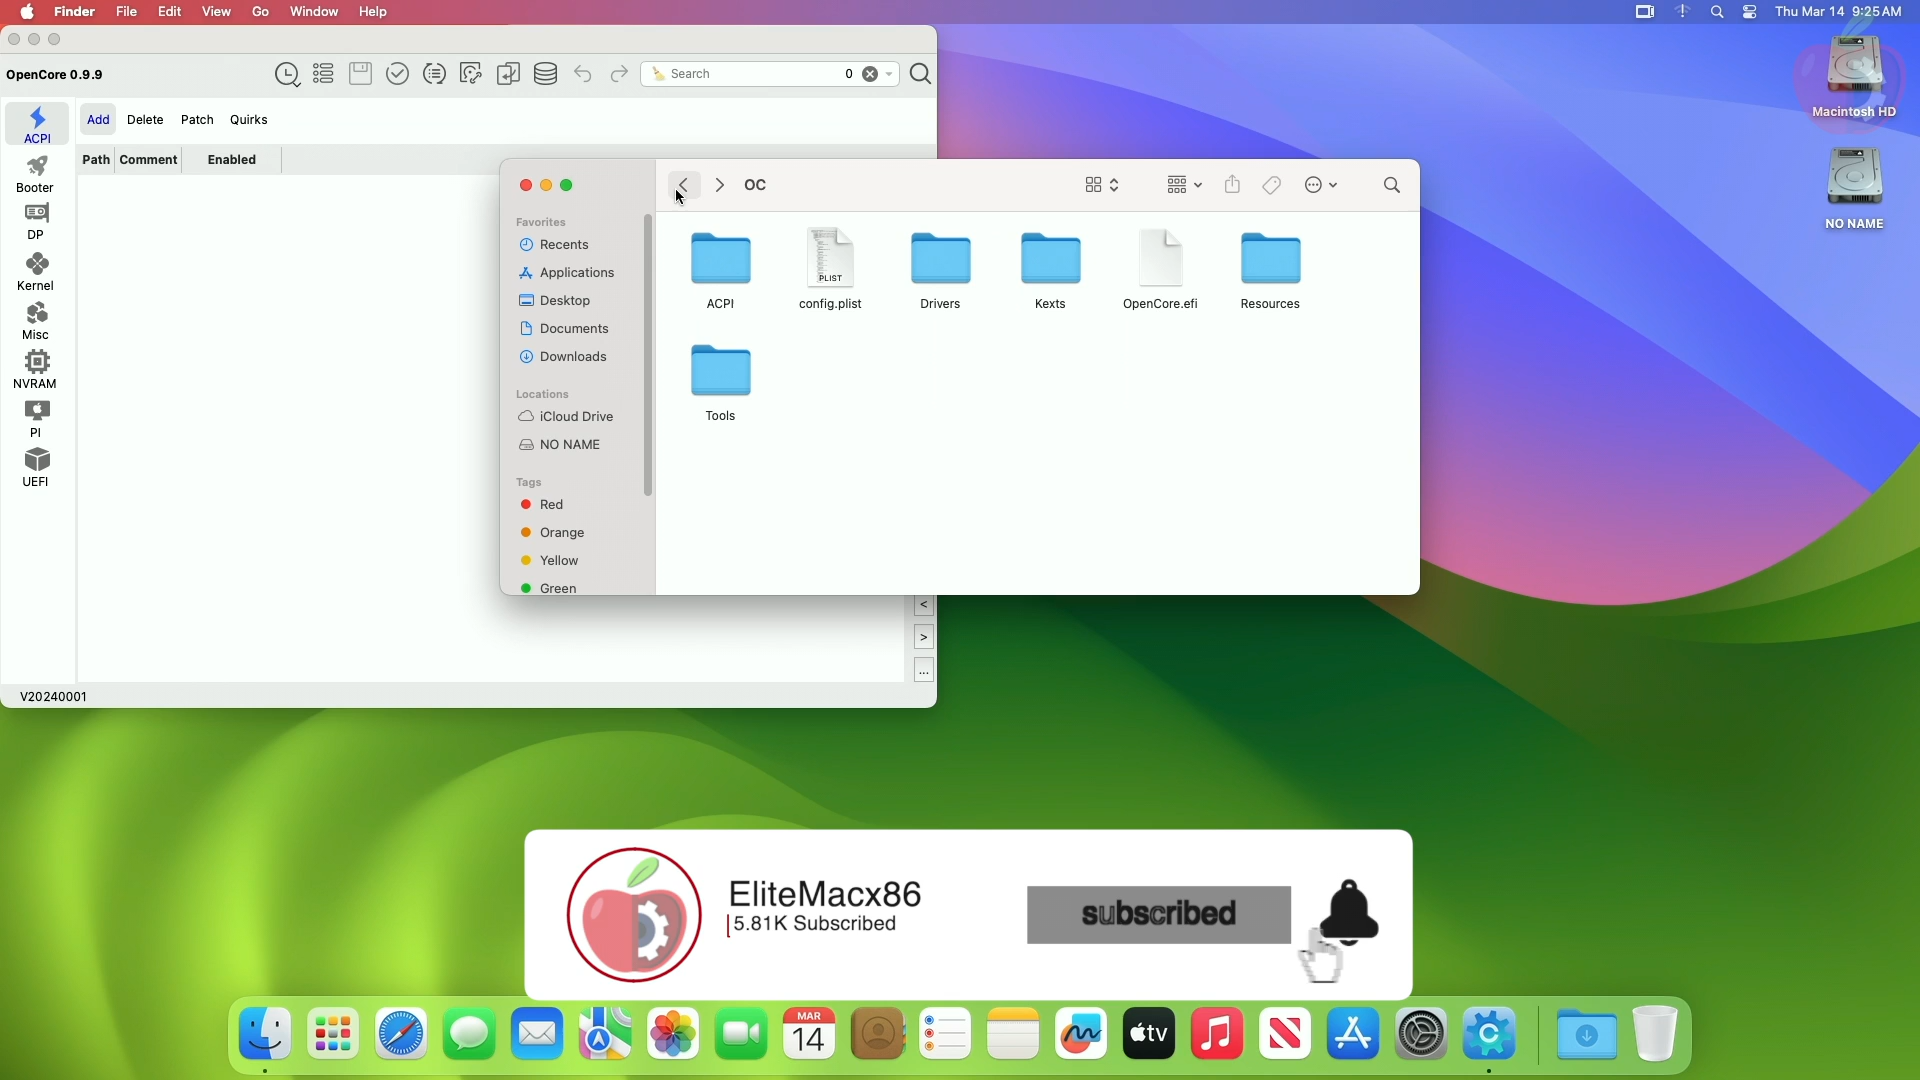 Finder File Edit View Go Window Help
Thu Mar 14 9:25 AM
OpenCore 0.9.9
Search 0
Add Delete Patch Quirks
Path Comment Enabled
ACPI
Booter
DP
Kernel
Misc
NVRAM
PI
UEFI
< 
>
...
V20240001
OC
Favorites
Recents
Applications
Desktop
Documents
Downloads
Locations
iCloud Drive
NO NAME
Tags
Red
Orange
Yellow
Green
ACPI
PLIST
config.plist
Drivers
Kexts
OpenCore.efi
Resources
Tools
Macintosh HD
NO NAME
EliteMacx86
5.81K Subscribed
subscribed
MAR
14
tv